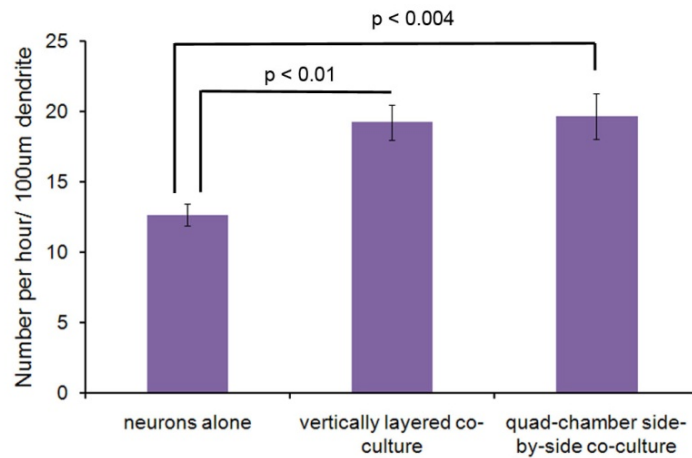 p < 0.004
p < 0.01
Number per hour/ 100um dendrite
25
20
15
10
5
0
neurons alone
vertically layered co-
culture
quad-chamber side-
by-side co-culture